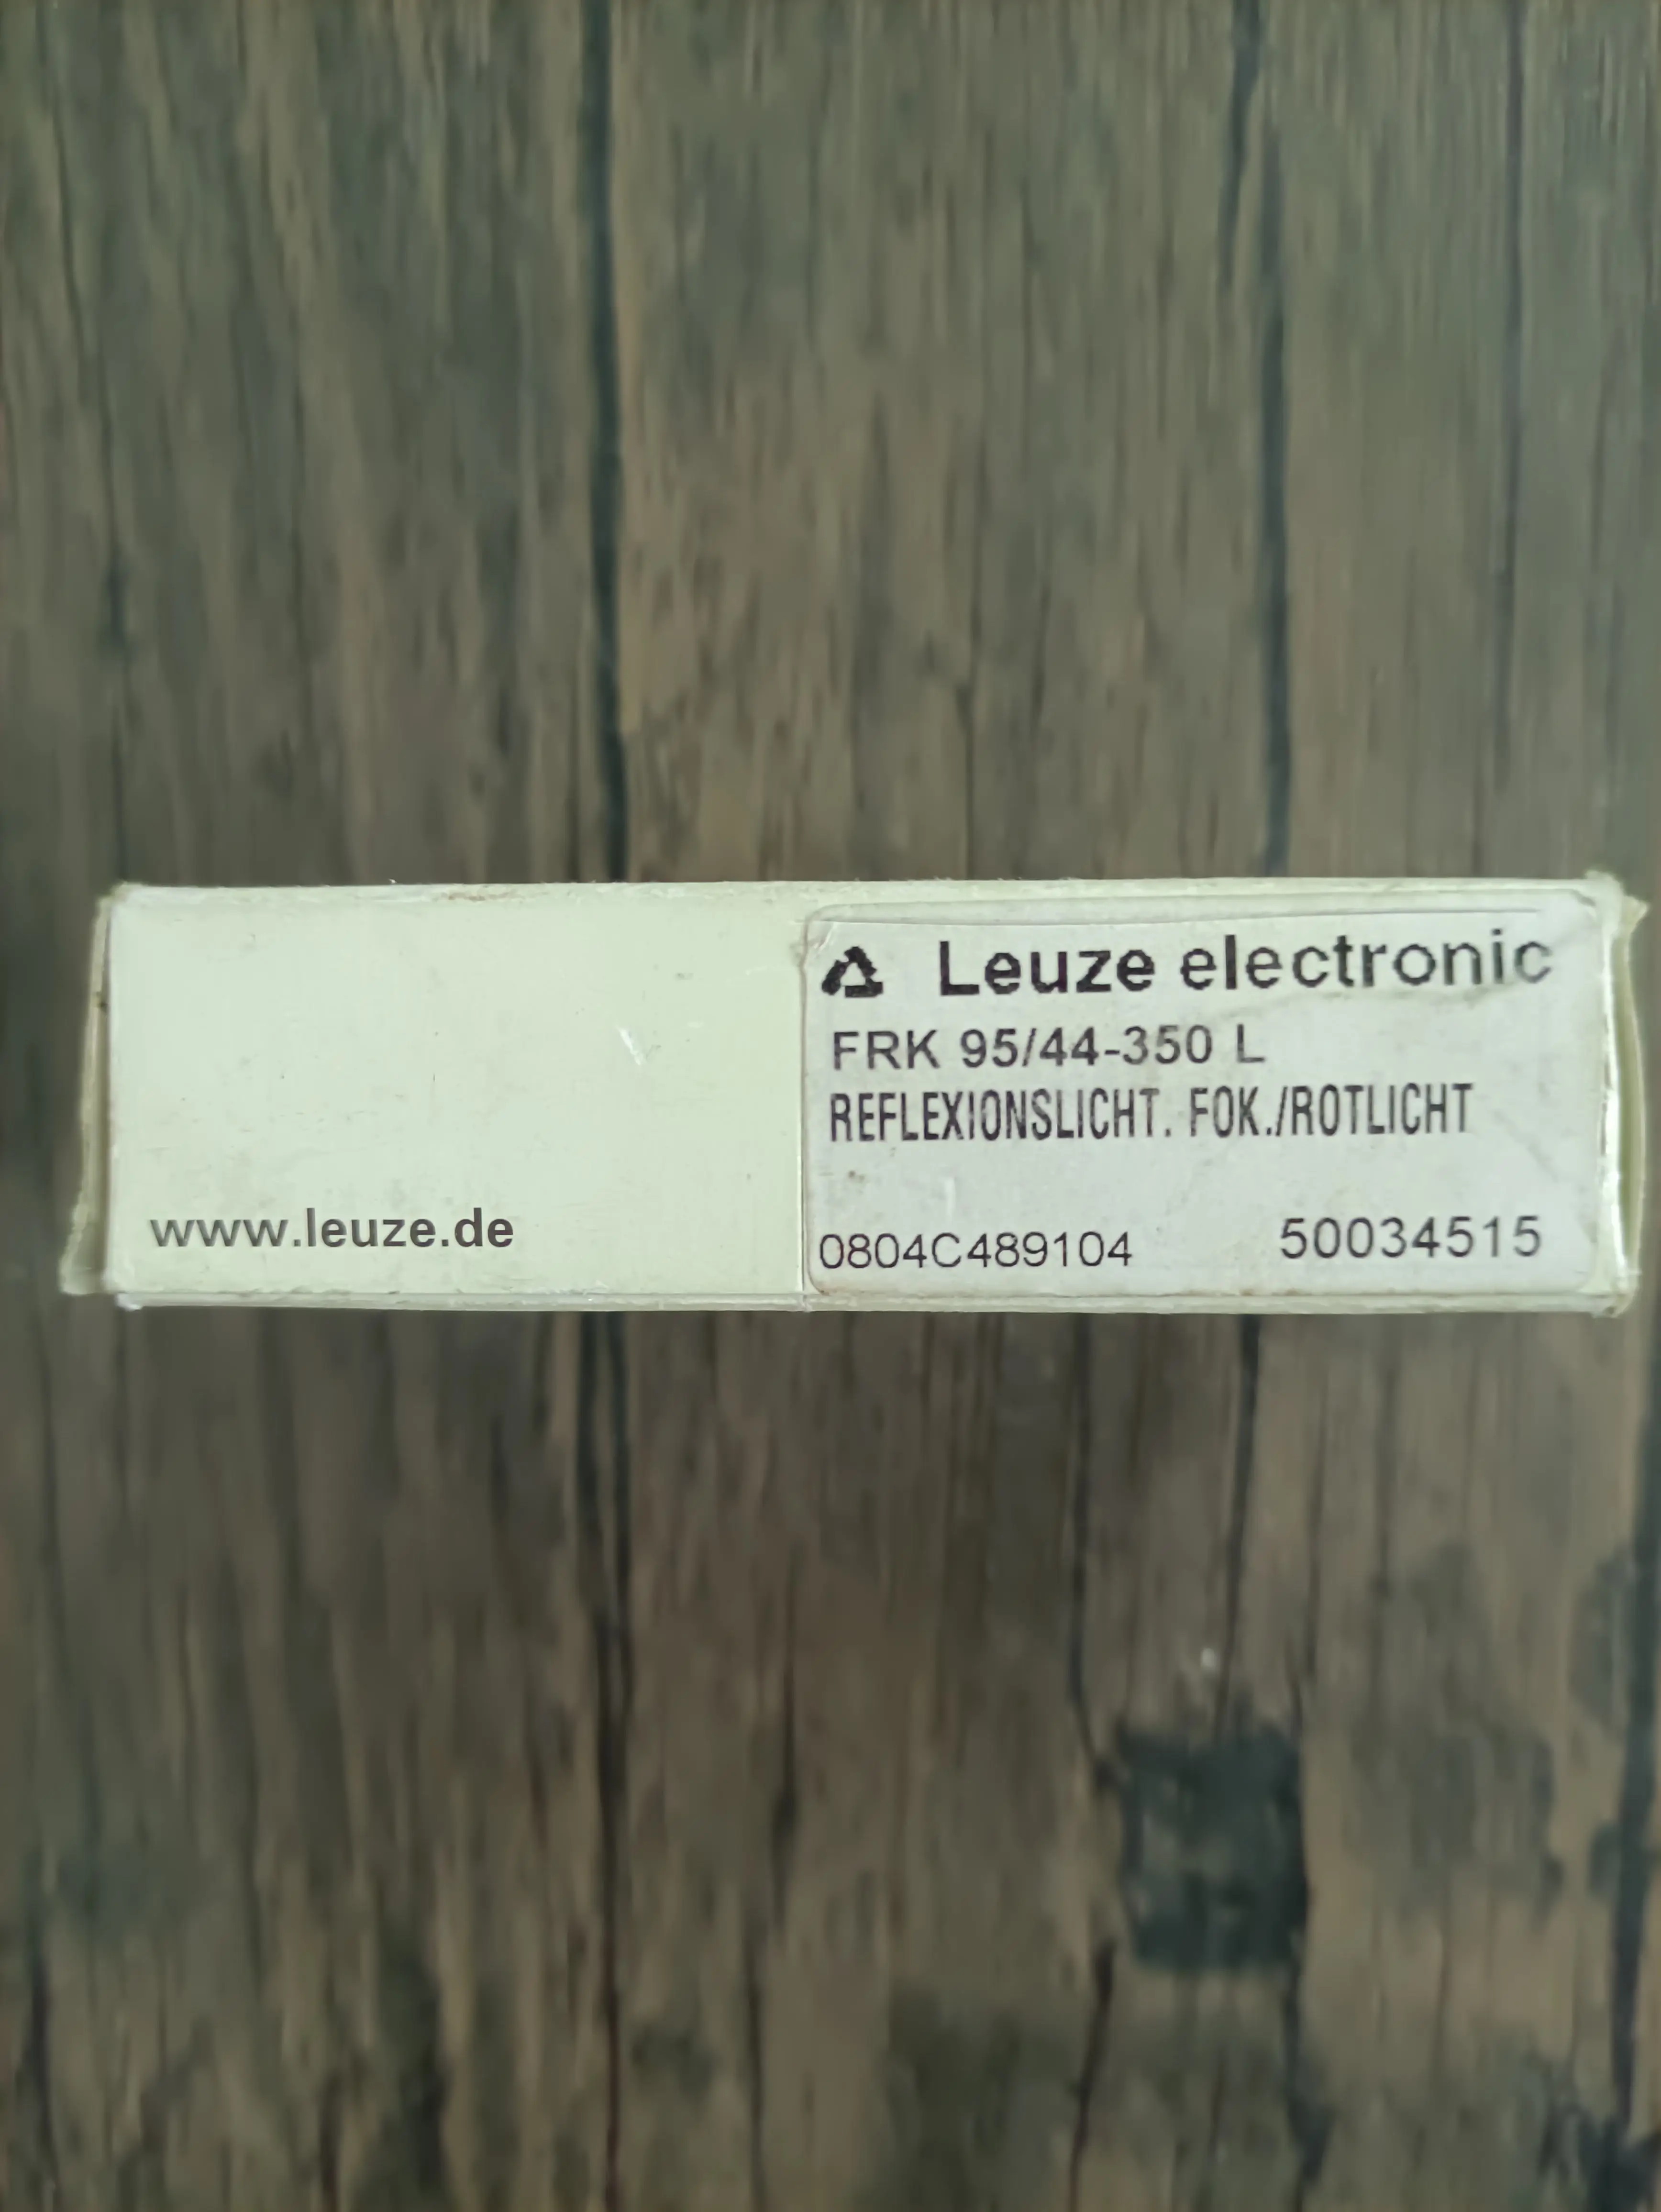 Leuze electronic
FRK 95/44-350 L
REFLEXIONSLICHT. FOK./ROTLICHT
www.leuze.de
0804C489104 50034515